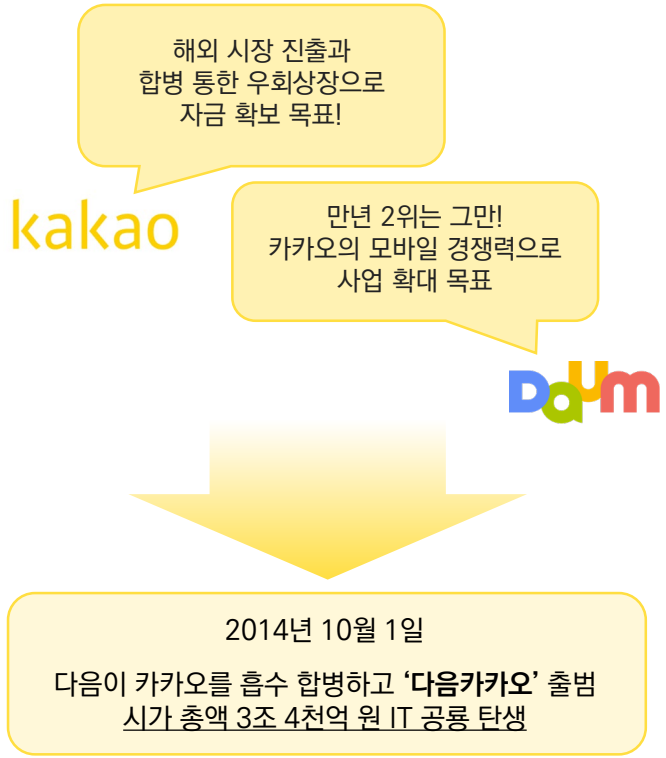 해외 시장 진출과
합병 통한 우회상장으로
자금 확보 목표!
kakao
만년 2위는 그만!
카카오의 모바일 경쟁력으로
사업 확대 목표
Daum
2014년 10월 1일
다음이 카카오를 흡수 합병하고 ‘다음카카오’ 출범
시가 총액 3조 4천억 원 IT 공룡 탄생